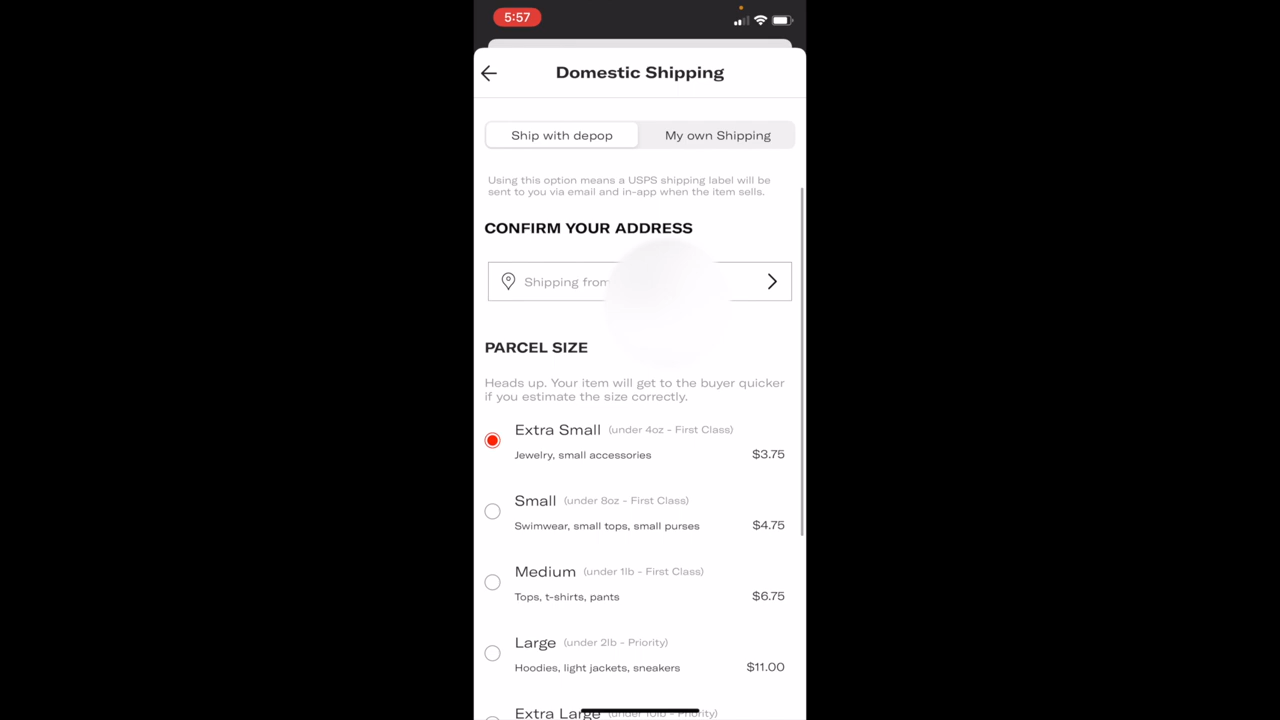 5:57
Domestic Shipping
Ship with depop
My own Shipping
Using this option means a USPS shipping label will be
sent to you via email and in-app when the item sells.
CONFIRM YOUR ADDRESS
Shipping from
PARCEL SIZE
Heads up. Your item will get to the buyer quicker
if you estimate the size correctly.
Extra Small (under 4oz - First Class)
Jewelry, small accessories $3.75
Small (under 8oz - First Class)
Swimwear, small tops, small purses $4.75
Medium (under 1lb - First Class)
Tops, t-shirts, pants $6.75
Large (under 2lb - Priority)
Hoodies, light jackets, sneakers $11.00
Extra Large (under 10lb - Priority)